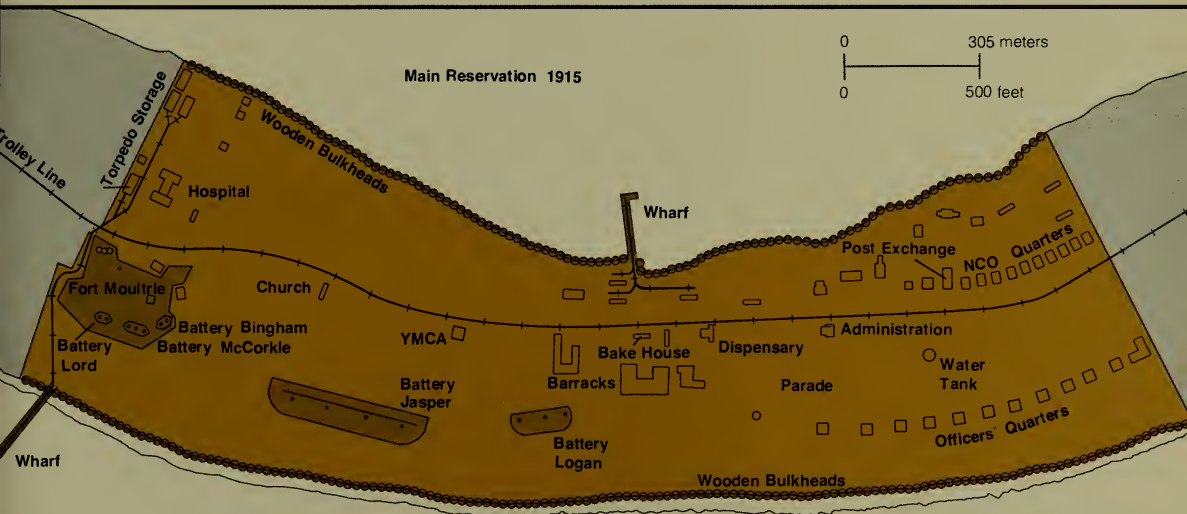 Main Reservation 1915
0
305 meters
0
500 feet
Trolley Line
Torpedo Storage
Wooden Bulkheads
Hospital
Wharf
Post Exchange
NCO Quarters
Fort Moultrie
Church
Battery Bingham
Battery McCorkle
Battery
Lord
YMCA
Bake House
Dispensary
Administration
Barracks
Battery
Jasper
Parade
Water
Tank
Battery
Logan
Officers' Quarters
Wharf
Wooden Bulkheads